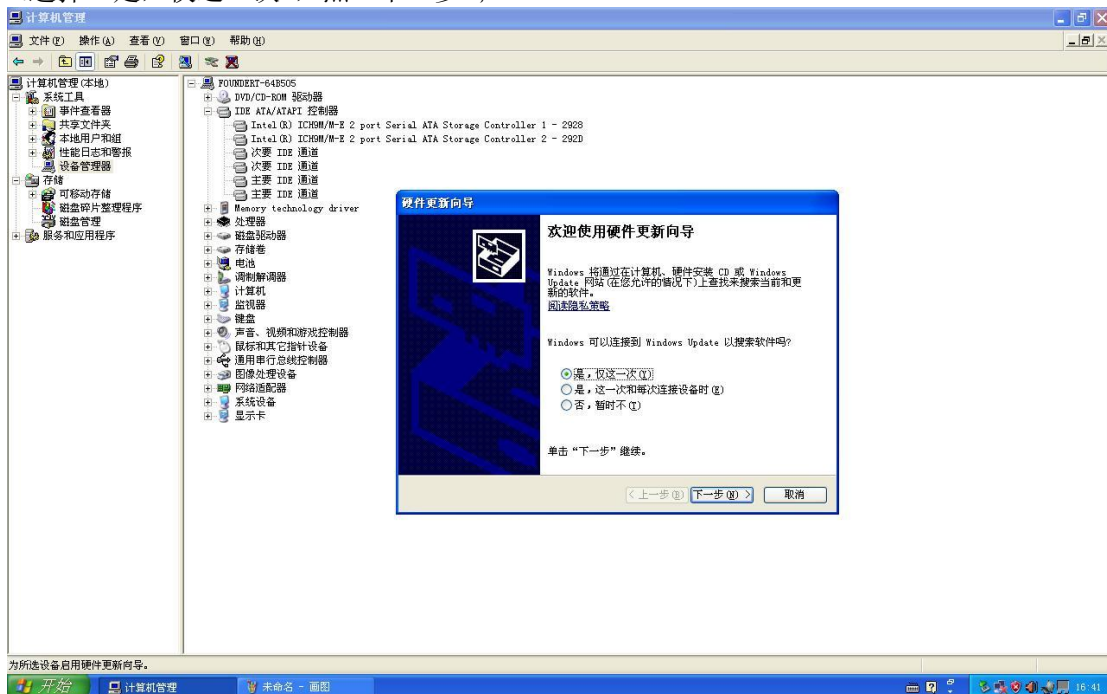 计算机管理
文件(F) 操作(A) 查看(V) 窗口(W) 帮助(H)
计算机管理(本地)
系统工具
事件查看器
共享文件夹
本地用户和组
性能日志和警报
设备管理器
存储
可移动存储
磁盘碎片整理程序
磁盘管理
服务和应用程序
FOUNDERT-64B505
DVD/CD-ROM 驱动器
IDE ATA/ATAPI 控制器
Intel(R) ICH9M/M-E 2 port Serial ATA Storage Controller 1 - 2928
Intel(R) ICH9M/M-E 2 port Serial ATA Storage Controller 2 - 292D
次要 IDE 通道
次要 IDE 通道
主要 IDE 通道
主要 IDE 通道
Memory technology driver
处理器
磁盘驱动器
存储卷
电池
调制解调器
计算机
监视器
键盘
声音、视频和游戏控制器
鼠标和其它指针设备
通用串行总线控制器
图像处理设备
网络适配器
系统设备
显示卡
硬件更新向导
欢迎使用硬件更新向导
Windows 将通过在计算机、硬件安装 CD 或 Windows
Update 网站(在您允许的情况下)上查找来搜索当前和更
新的软件。
阅读隐私策略
Windows 可以连接到 Windows Update 以搜索软件吗?
是，仅这一次(Y)
是，这一次和每次连接设备时(E)
否，暂时不(T)
单击“下一步”继续。
< 上一步(B) 下一步(N) > 取消
为所选设备启用硬件更新向导。
开始 计算机管理 未命名 - 画图 16:41